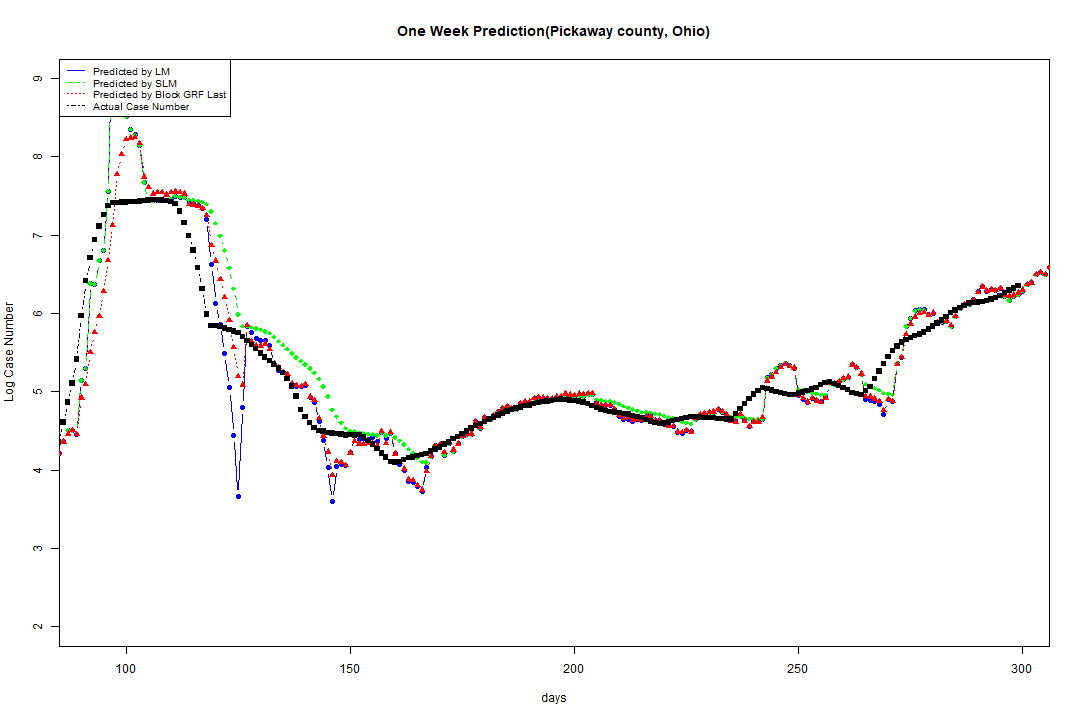 One Week Prediction(Pickaway county, Ohio)
Predicted by LM
Predicted by SLM
Predicted by Block GRF Last
Actual Case Number
Log Case Number
9
8
7
6
5
4
3
2
100
150
200
250
300
days